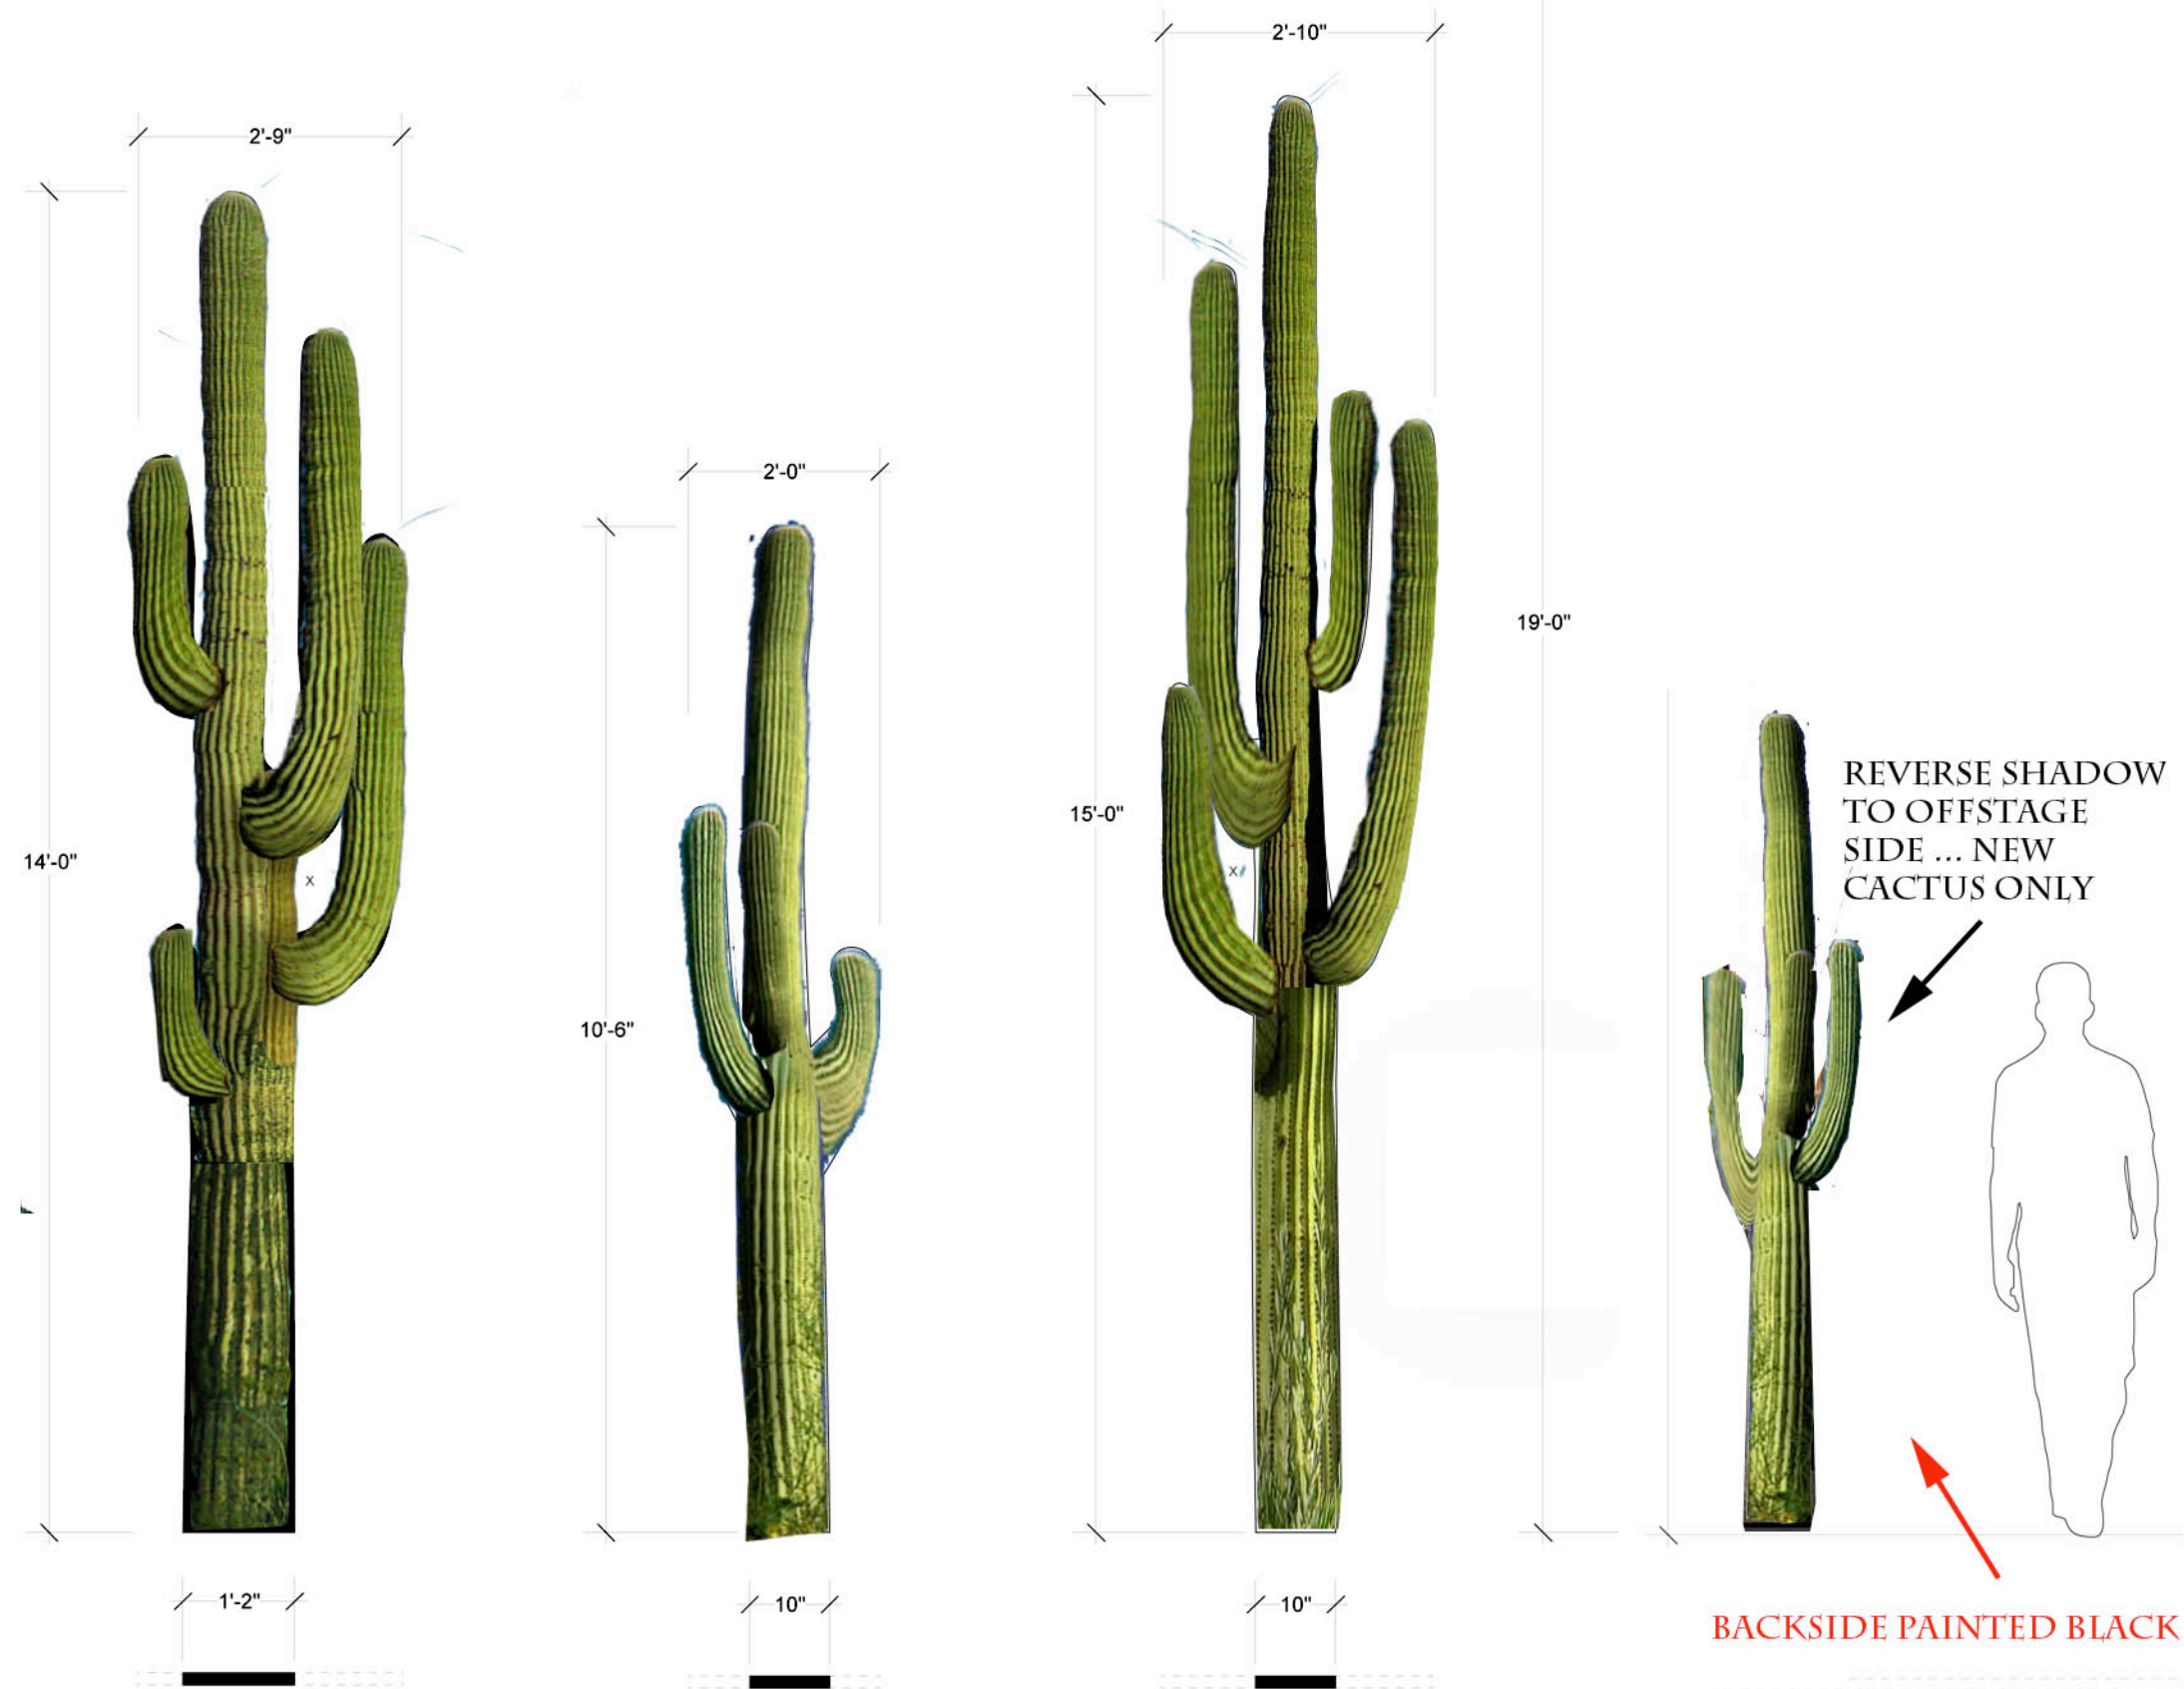 2'-10"
2'-9"
2'-0"
19'-0"
REVERSE SHADOW
TO OFFSTAGE
SIDE ... NEW
CACTUS ONLY
15'-0"
14'-0"
x
x
10'-6"
1'-2"
10"
10"
BACKSIDE PAINTED BLACK